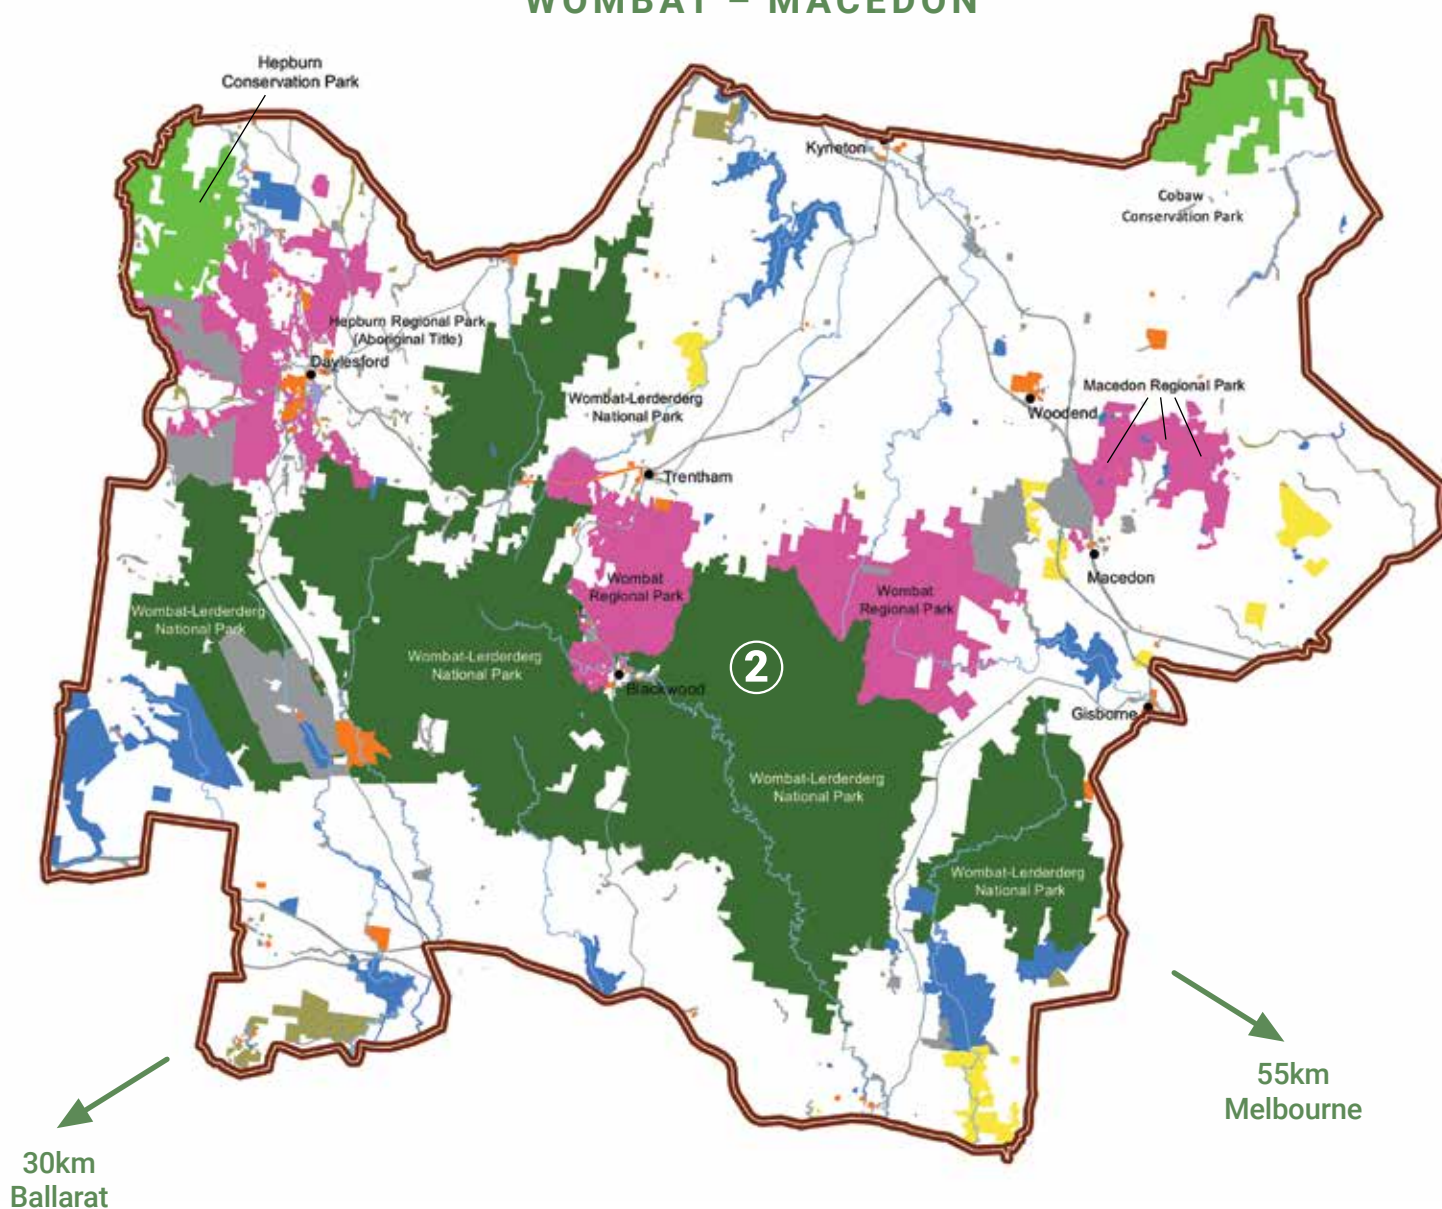 WOMBAT – MACEDON
Hepburn
Conservation Park
Kyneton
Cobaw
Conservation Park
Hepburn Regional Park
(Aboriginal Title)
Daylesford
Wombat-Lerderderg
National Park
Macedon Regional Park
Woodend
Trentham
Macedon
Wombat
Regional Park
Wombat
Regional Park
Wombat-Lerderderg
National Park
Wombat-Lerderderg
National Park
2
Blackwood
Gisborne
Wombat-Lerderderg
National Park
Wombat-Lerderderg
National Park
55km
Melbourne
30km
Ballarat